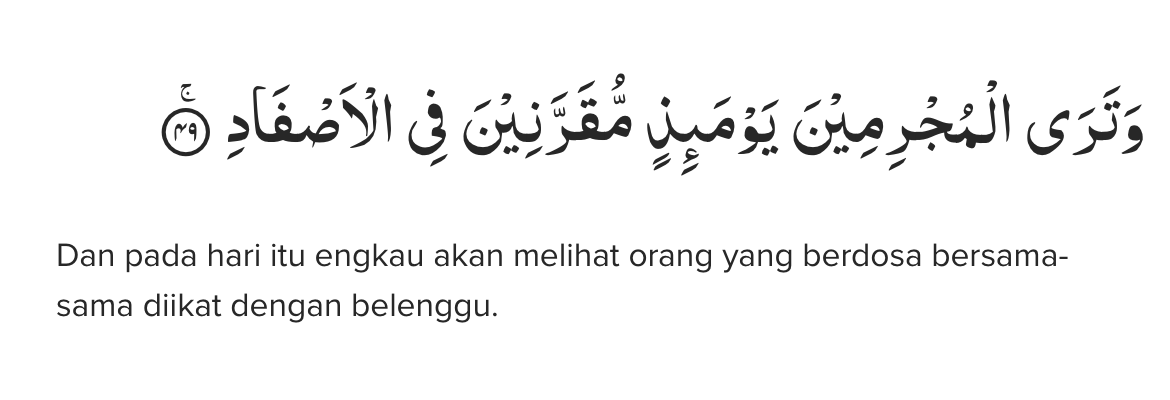 وَتَرَى الْمُجْرِمِيْنَ يَوْمَىِٕذٍ مُّقَرَّنِيْنَ فِى الْاَصْفَادِۚ ٤٩
Dan pada hari itu engkau akan melihat orang yang berdosa bersama-
sama diikat dengan belenggu.